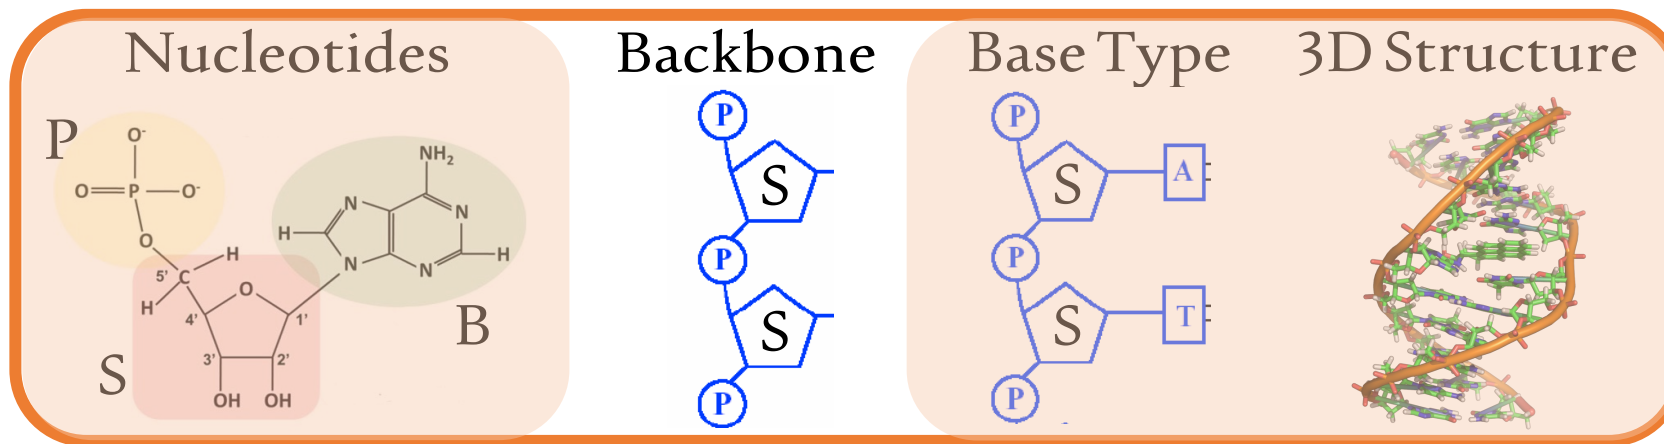 Nucleotides
P
O-
O P O-
O
5' C H
H
4' O 1'
3' 2'
OH OH
S
NH2
N N
H H
N N
B
Backbone
P
S
P
S
P
Base Type
P
S A
P
S T
P
3D Structure